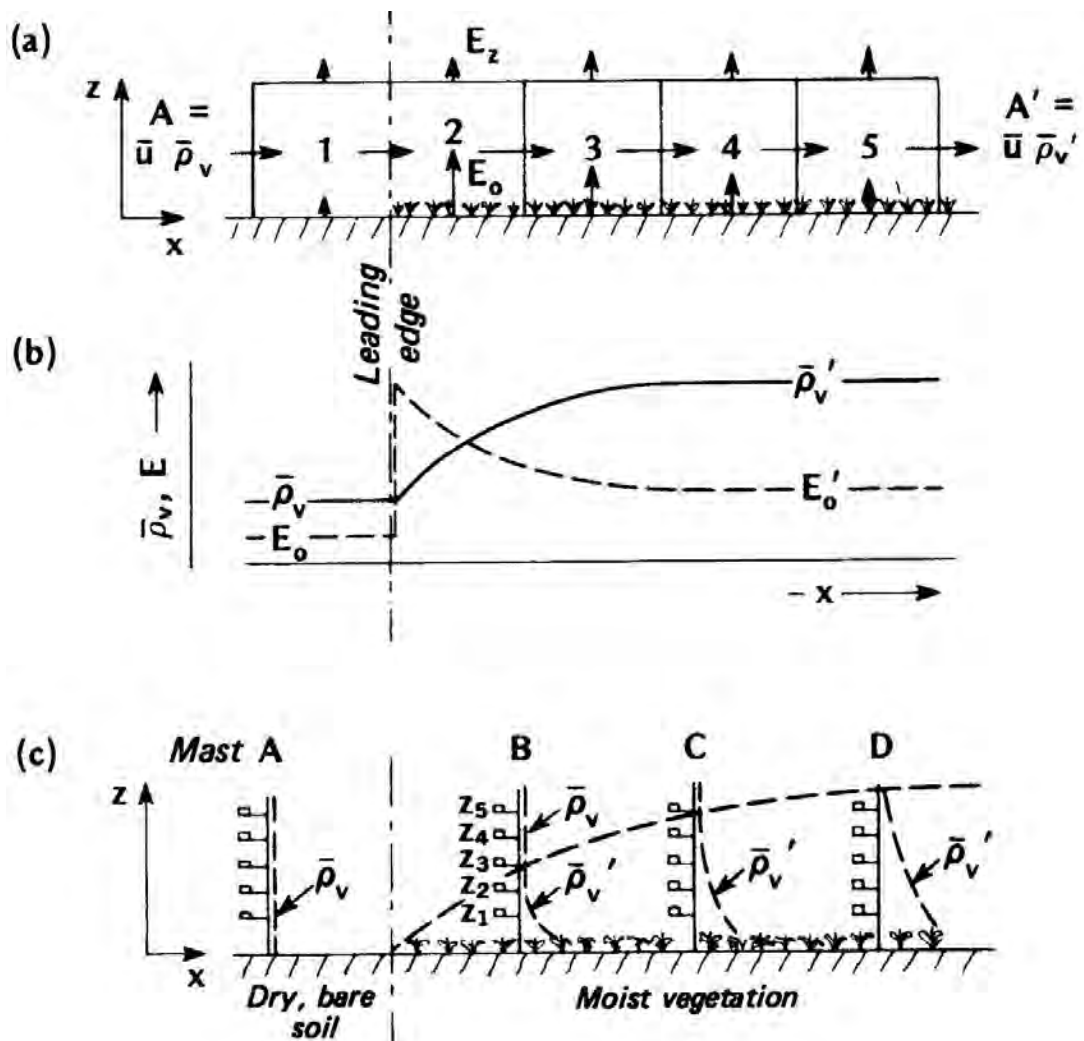 (a)
z
x
A =
ū ρ̄ᵥ
1
2
3
4
5
E_z
E_o
A′ =
ū ρ̄ᵥ′
(b)
Leading
edge
ρ̄ᵥ, E
ρ̄ᵥ
E_o
ρ̄ᵥ′
E_o′
x
(c)
Mast A
B
C
D
z
x
ρ̄ᵥ
z₅
z₄
z₃
z₂
z₁
ρ̄ᵥ
ρ̄ᵥ′
ρ̄ᵥ′
ρ̄ᵥ′
Dry, bare
soil
Moist vegetation